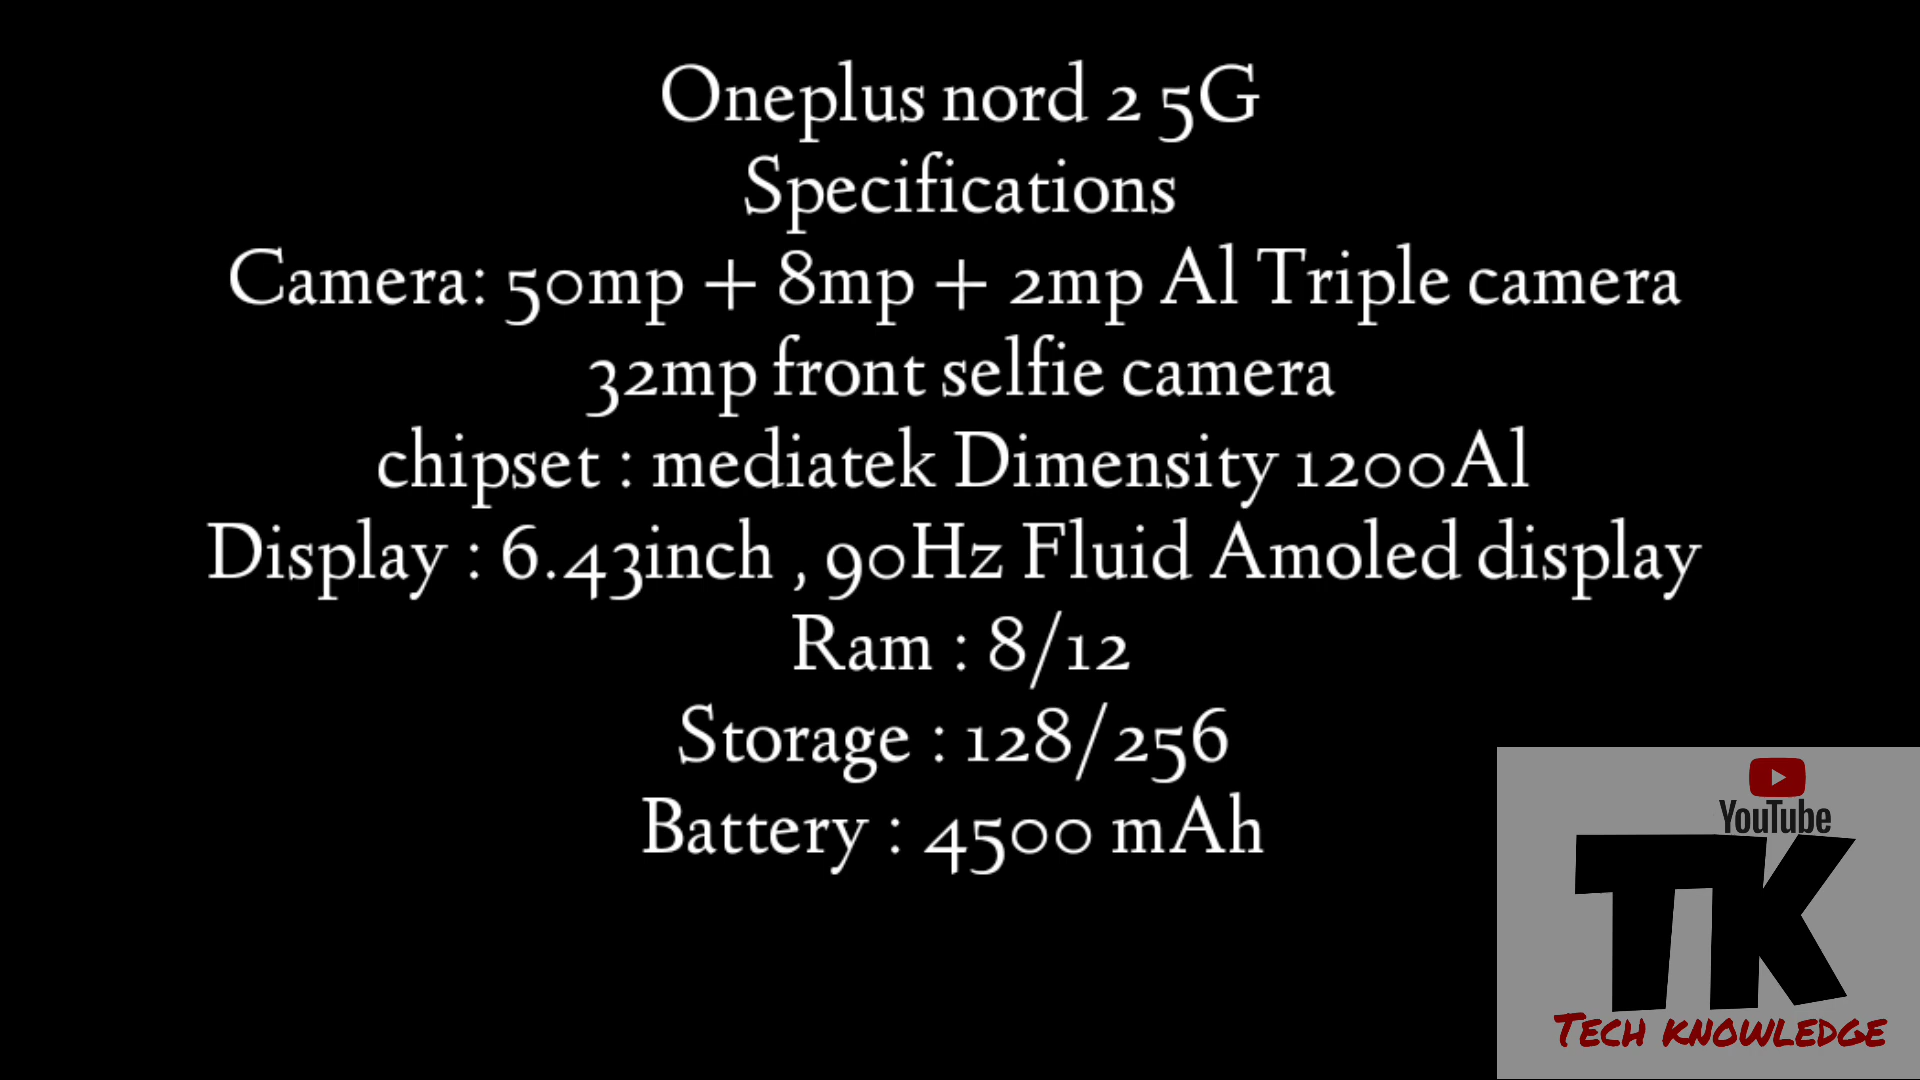 Oneplus nord 2 5G
Specifications
Camera: 50mp + 8mp + 2mp Al Triple camera
32mp front selfie camera
chipset : mediatek Dimensity 1200Al
Display : 6.43inch , 90Hz Fluid Amoled display
Ram : 8/12
Storage : 128/256
Battery : 4500 mAh
YouTube
TK
TECH KNOWLEDGE